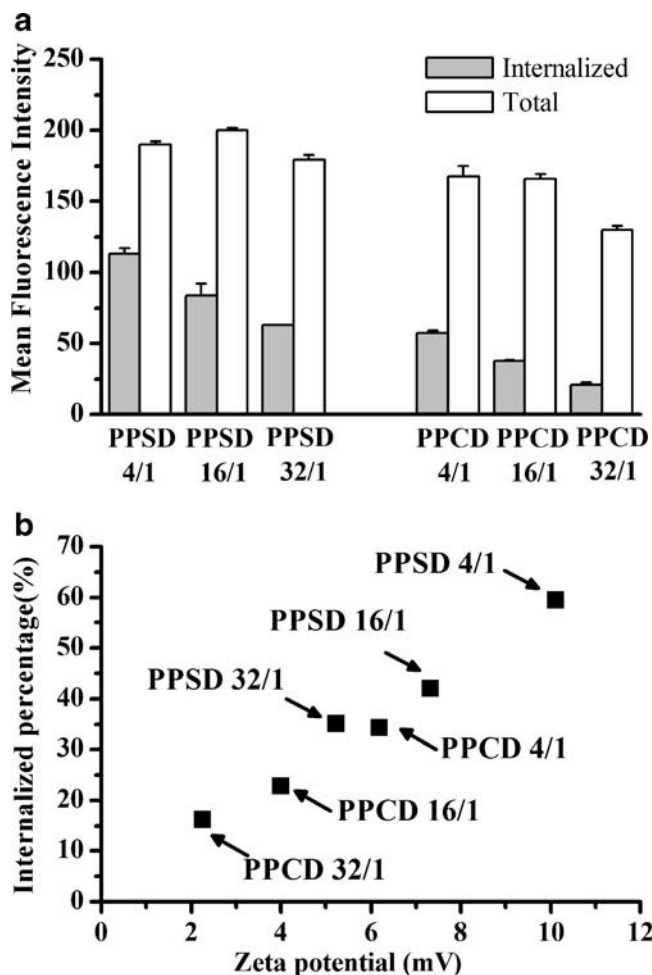 a
Mean Fluorescence Intensity
250
200
150
100
50
0
Internalized
Total
PPSD PPSD PPSD PPCD PPCD PPCD
4/1 16/1 32/1 4/1 16/1 32/1
b
Internalized percentage(%)
70
60
50
40
30
20
10
0
PPSD 4/1
PPSD 16/1
PPSD 32/1
PPCD 4/1
PPCD 16/1
PPCD 32/1
0 2 4 6 8 10 12
Zeta potential (mV)